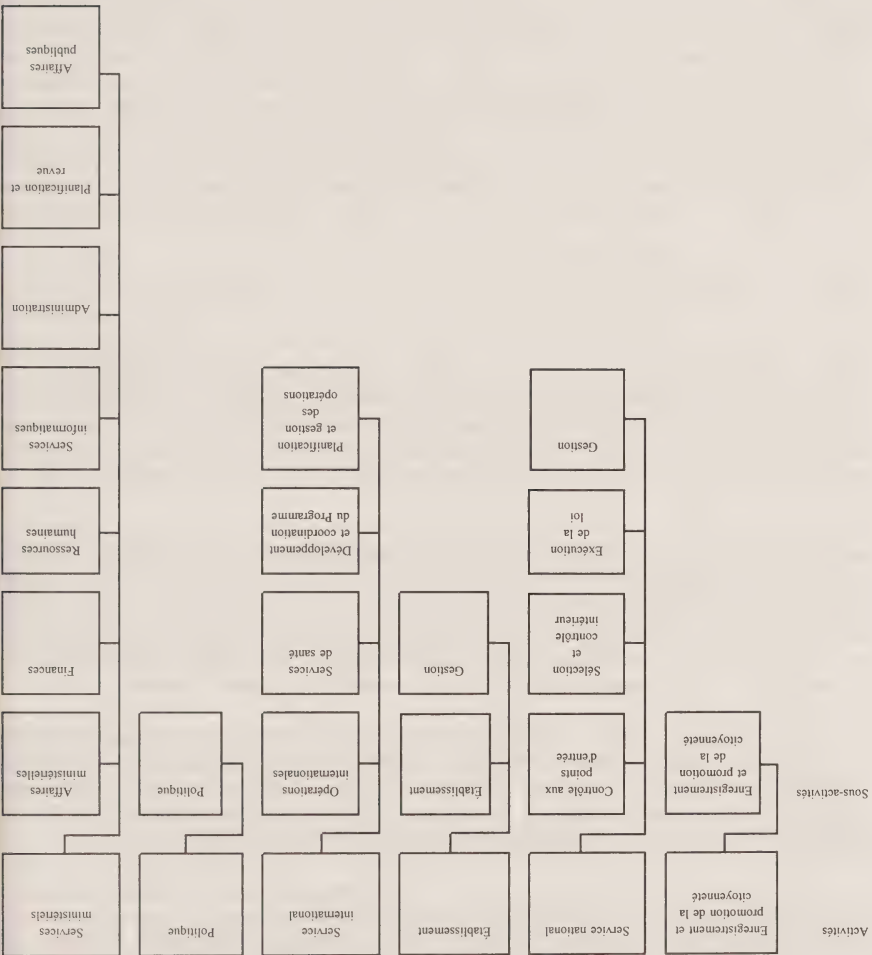 Activités
Enregistrement et
promotion de la
citoyenneté
Service national
Établissement
Service
international
Politique
Services
ministériels
Sous-activités
Enregistrement
et promotion
de la
citoyenneté
Contrôle aux
points
d'entrée
Établissement
Opérations
internationales
Politique
Affaires
ministérielles
Sélection
et
contrôle
intérieur
Gestion
Services
de santé
Finances
Exécution
de la
loi
Développement
et coordination
du Programme
Ressources
humaines
Gestion
Planification
et gestion
des
opérations
Services
informatiques
Administration
Planification et
revue
Affaires
publiques